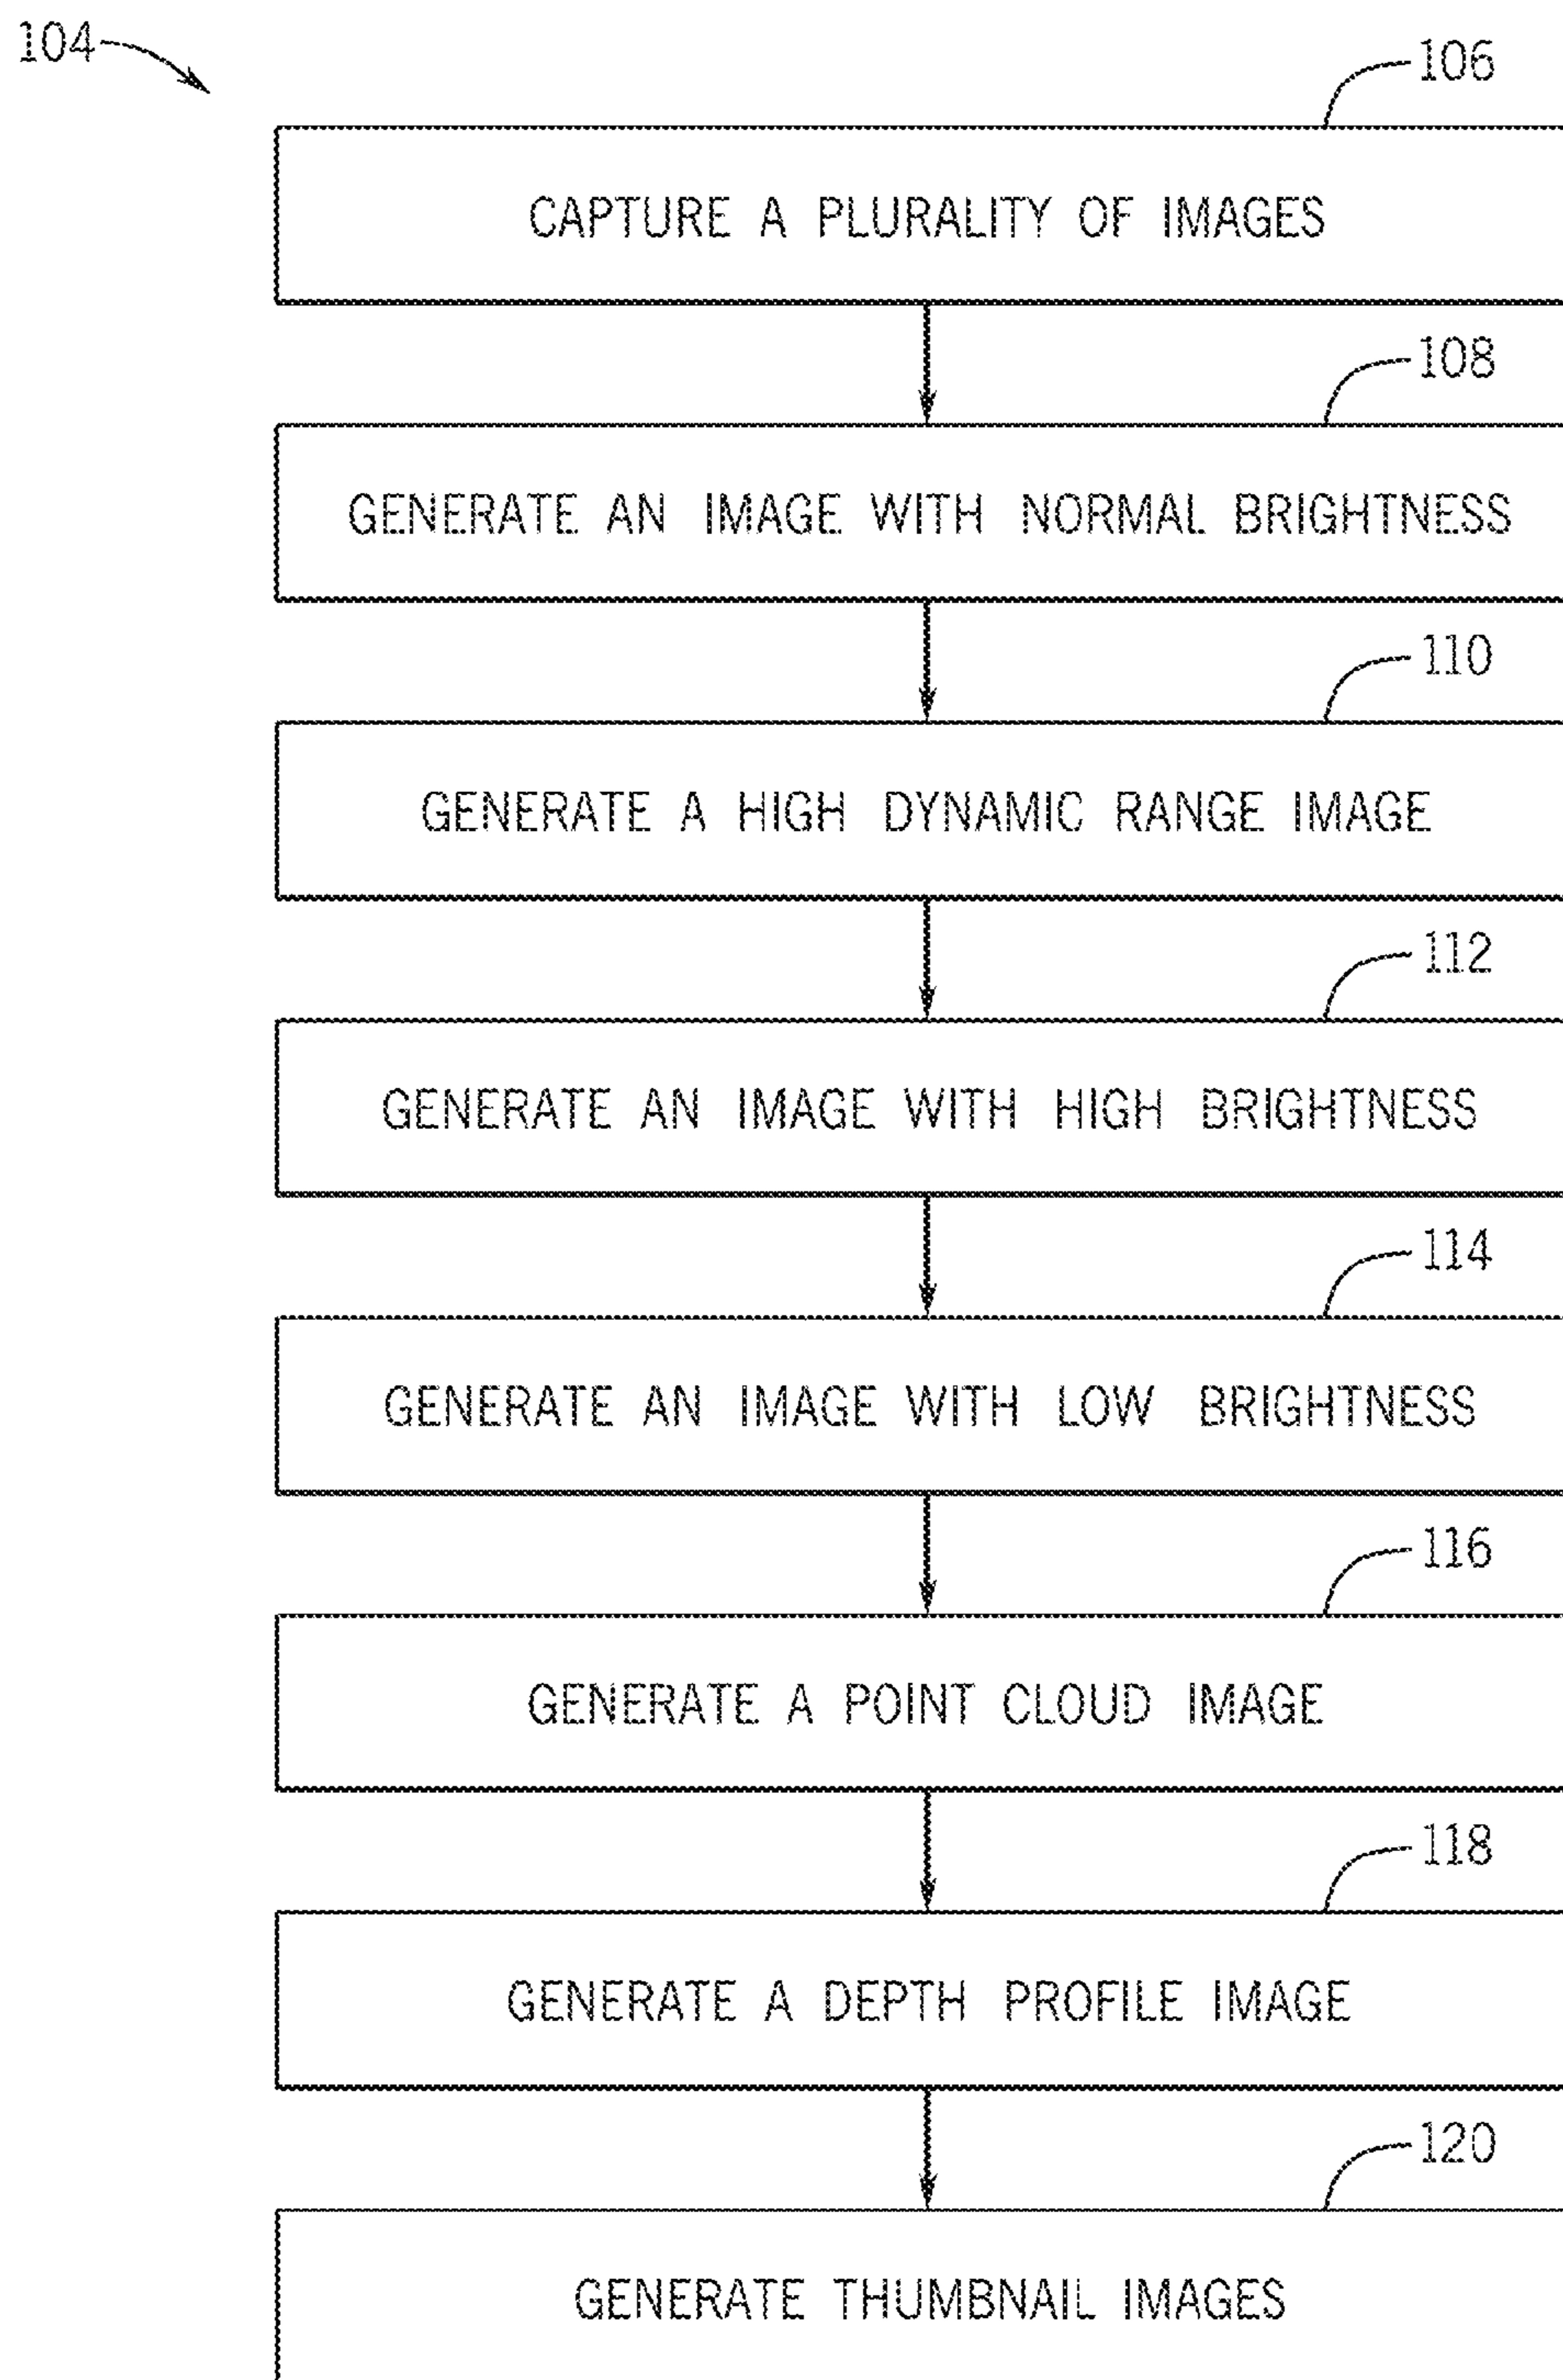 104
106
CAPTURE A PLURALITY OF IMAGES
108
GENERATE AN IMAGE WITH NORMAL BRIGHTNESS
110
GENERATE A HIGH DYNAMIC RANGE IMAGE
112
GENERATE AN IMAGE WITH HIGH BRIGHTNESS
114
GENERATE AN IMAGE WITH LOW BRIGHTNESS
116
GENERATE A POINT CLOUD IMAGE
118
GENERATE A DEPTH PROFILE IMAGE
120
GENERATE THUMBNAIL IMAGES